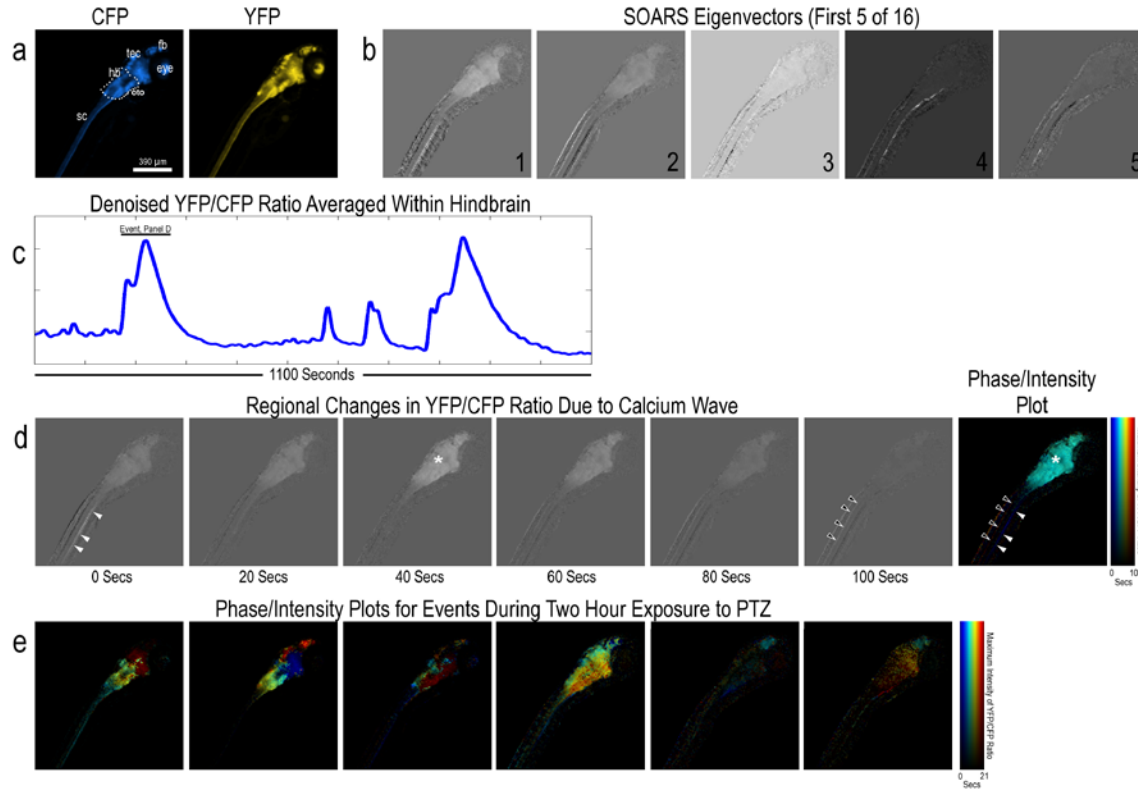 CFP YFP
SOARS Eigenvectors (First 5 of 16)
a
b
fb
tec
eye
hb
oto
sc
390 µm
1 2 3 4 5
Denoised YFP/CFP Ratio Averaged Within Hindbrain
c
Event, Panel D
1100 Seconds
Phase/Intensity
Plot
Regional Changes in YFP/CFP Ratio Due to Calcium Wave
d
*
*
0 Secs 20 Secs 40 Secs 60 Secs 80 Secs 100 Secs
0 10
Secs
Phase/Intensity Plots for Events During Two Hour Exposure to PTZ
e
Maximum Intensity of YFP/CFP Ratio
0 21
Secs